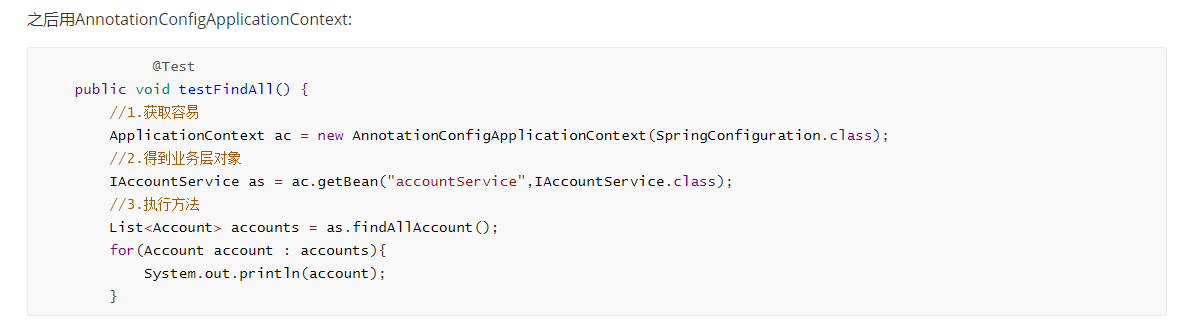 之后用AnnotationConfigApplicationContext:
@Test
public void testFindAll() {
//1.获取容易
ApplicationContext ac = new AnnotationConfigApplicationContext(SpringConfiguration.class);
//2.得到业务层对象
IAccountService as = ac.getBean("accountService",IAccountService.class);
//3.执行方法
List<Account> accounts = as.findAllAccount();
for(Account account : accounts){
System.out.println(account);
}